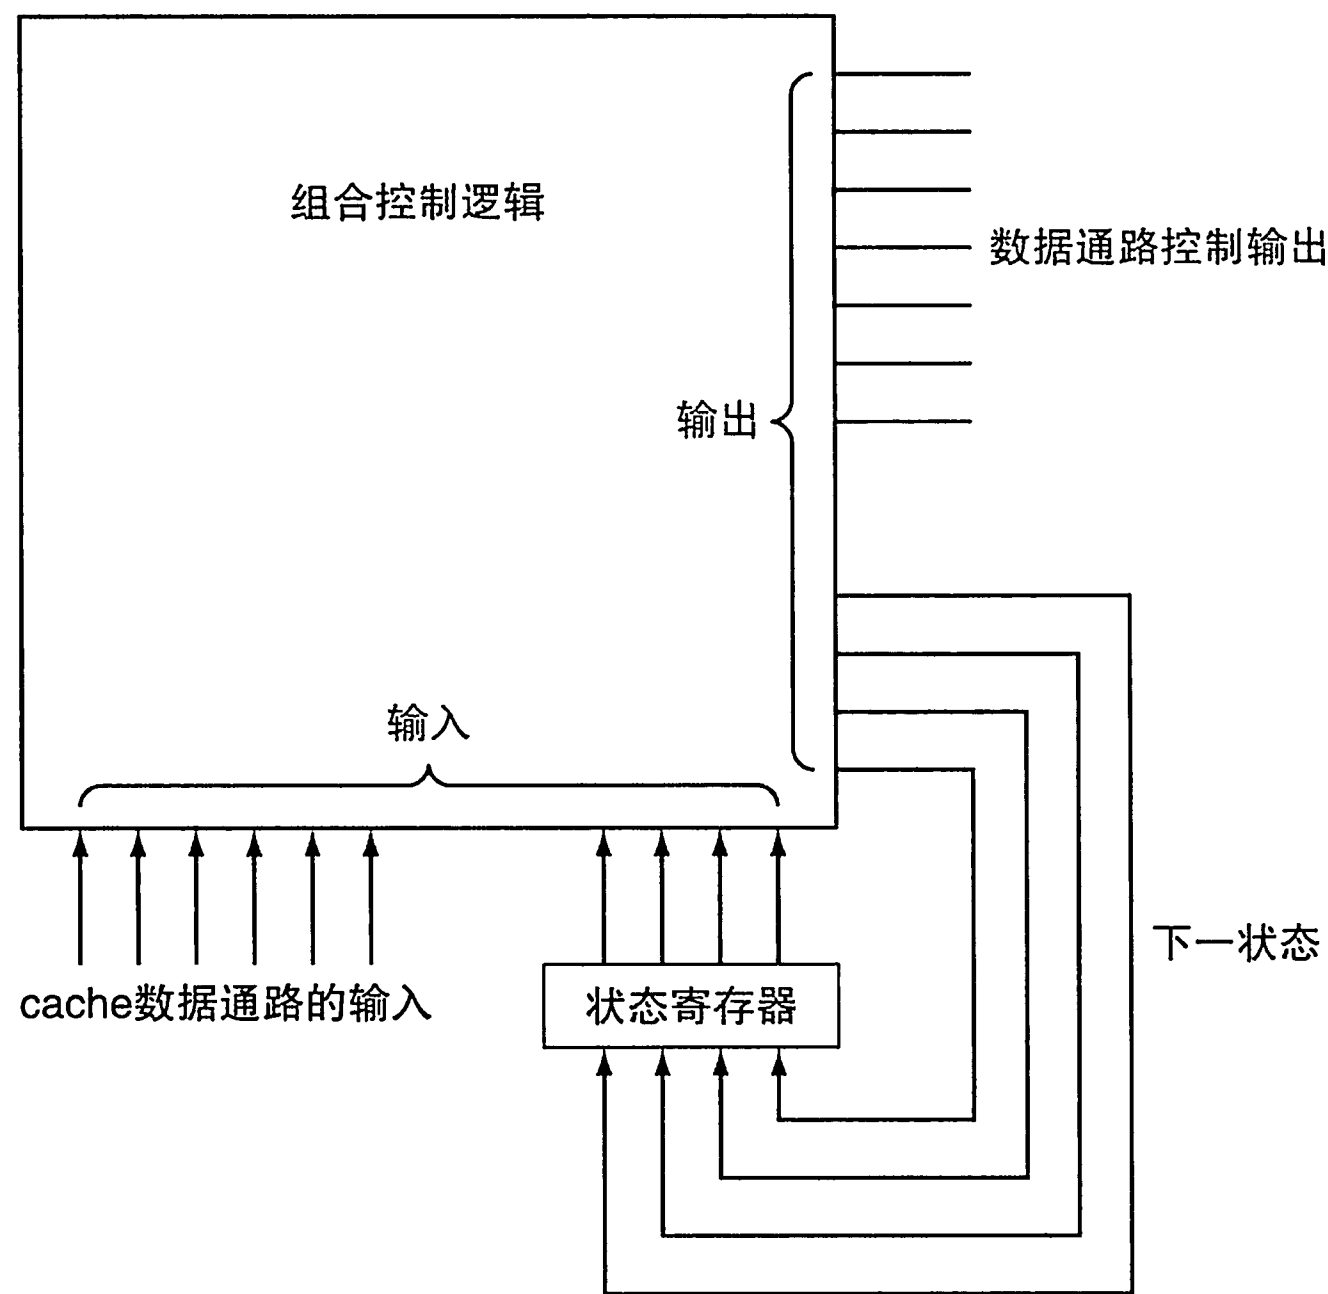 组合控制逻辑
数据通路控制输出
输出
输入
下一状态
cache数据通路的输入
状态寄存器